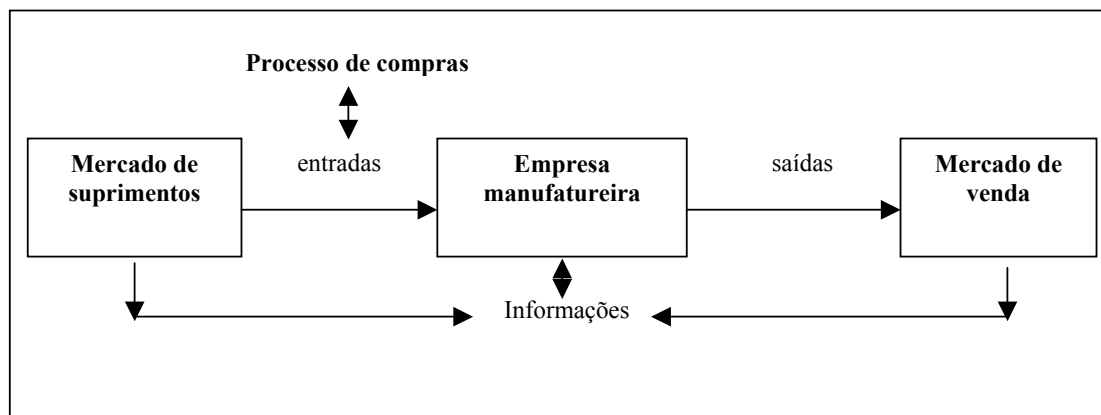 Processo de compras
Mercado de
suprimentos
entradas
Empresa
manufatureira
saídas
Mercado de
venda
Informações